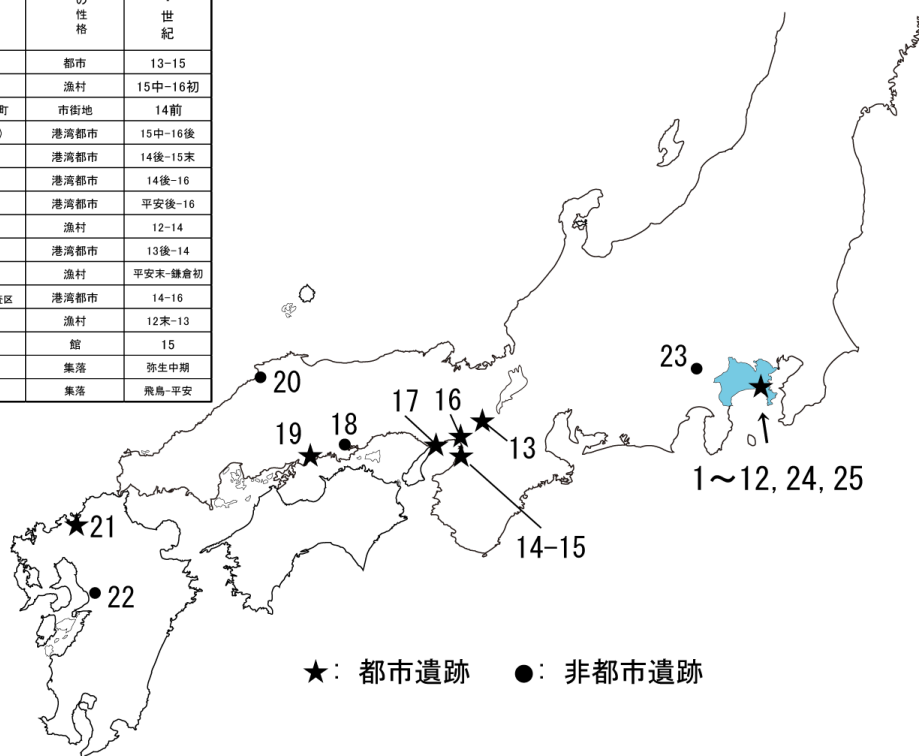 の性格
・世紀
都市 13-15
漁村 15中-16初
町 市街地 14前
) 港湾都市 15中-16後
港湾都市 14後-15末
港湾都市 14後-16
港湾都市 平安後-16
漁村 12-14
港湾都市 13後-14
漁村 平安末-鎌倉初
区 港湾都市 14-16
漁村 12末-13
館 15
集落 弥生中期
集落 飛鳥-平安
23
20
17 16
19 18
13
1～12, 24, 25
21
14-15
22
★: 都市遺跡 ●: 非都市遺跡